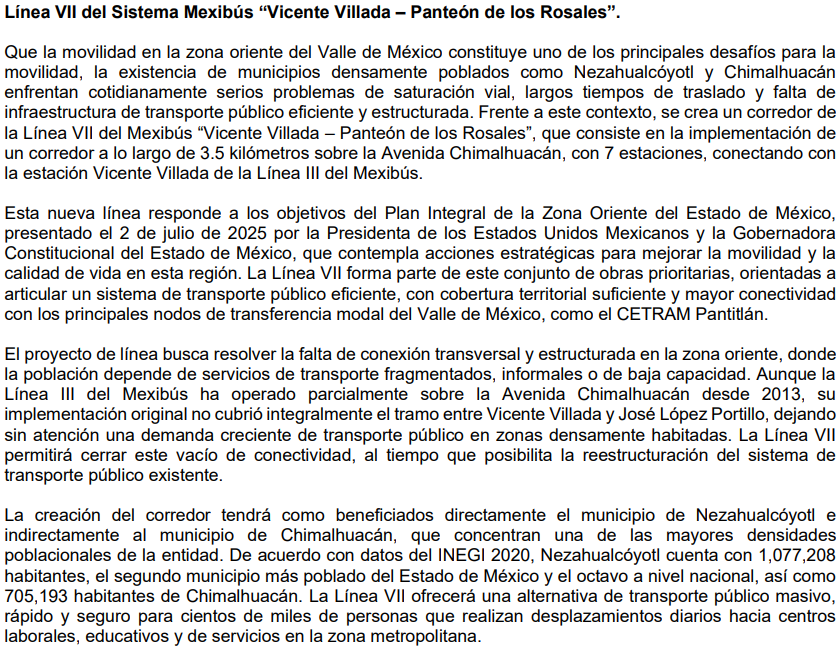 Línea VII del Sistema Mexibús “Vicente Villada – Panteón de los Rosales”.
Que la movilidad en la zona oriente del Valle de México constituye uno de los principales desafíos para la
movilidad, la existencia de municipios densamente poblados como Nezahualcóyotl y Chimalhuacán
enfrentan cotidianamente serios problemas de saturación vial, largos tiempos de traslado y falta de
infraestructura de transporte público eficiente y estructurada. Frente a este contexto, se crea un corredor de
la Línea VII del Mexibús “Vicente Villada – Panteón de los Rosales”, que consiste en la implementación de
un corredor a lo largo de 3.5 kilómetros sobre la Avenida Chimalhuacán, con 7 estaciones, conectando con
la estación Vicente Villada de la Línea III del Mexibús.
Esta nueva línea responde a los objetivos del Plan Integral de la Zona Oriente del Estado de México,
presentado el 2 de julio de 2025 por la Presidenta de los Estados Unidos Mexicanos y la Gobernadora
Constitucional del Estado de México, que contempla acciones estratégicas para mejorar la movilidad y la
calidad de vida en esta región. La Línea VII forma parte de este conjunto de obras prioritarias, orientadas a
articular un sistema de transporte público eficiente, con cobertura territorial suficiente y mayor conectividad
con los principales nodos de transferencia modal del Valle de México, como el CETRAM Pantitlán.
El proyecto de línea busca resolver la falta de conexión transversal y estructurada en la zona oriente, donde
la población depende de servicios de transporte fragmentados, informales o de baja capacidad. Aunque la
Línea III del Mexibús ha operado parcialmente sobre la Avenida Chimalhuacán desde 2013, su
implementación original no cubrió integralmente el tramo entre Vicente Villada y José López Portillo, dejando
sin atención una demanda creciente de transporte público en zonas densamente habitadas. La Línea VII
permitirá cerrar este vacío de conectividad, al tiempo que posibilita la reestructuración del sistema de
transporte público existente.
La creación del corredor tendrá como beneficiados directamente el municipio de Nezahualcóyotl e
indirectamente al municipio de Chimalhuacán, que concentran una de las mayores densidades
poblacionales de la entidad. De acuerdo con datos del INEGI 2020, Nezahualcóyotl cuenta con 1,077,208
habitantes, el segundo municipio más poblado del Estado de México y el octavo a nivel nacional, así como
705,193 habitantes de Chimalhuacán. La Línea VII ofrecerá una alternativa de transporte público masivo,
rápido y seguro para cientos de miles de personas que realizan desplazamientos diarios hacia centros
laborales, educativos y de servicios en la zona metropolitana.